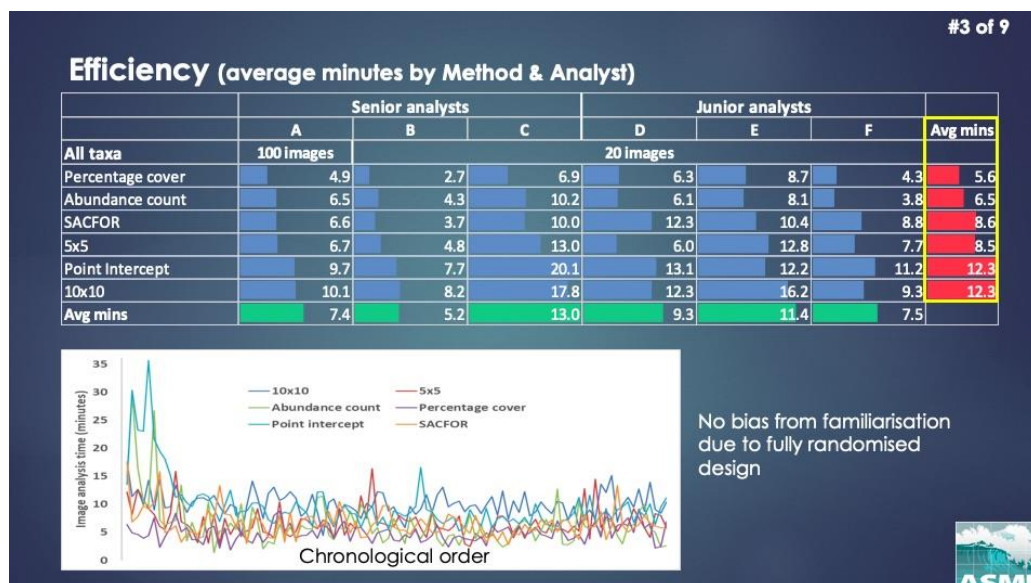 #3 of 9
Efficiency (average minutes by Method & Analyst)
Senior analysts Junior analysts
A B C D E F Avg mins
All taxa 100 images 20 images
Percentage cover 4.9 2.7 6.9 6.3 8.7 4.3 5.6
Abundance count 6.5 4.3 10.2 6.1 8.1 3.8 6.5
SACFOR 6.6 3.7 10.0 12.3 10.4 8.8 8.6
5x5 6.7 4.8 13.0 6.0 12.8 7.7 8.5
Point Intercept 9.7 7.7 20.1 13.1 12.2 11.2 12.3
10x10 10.1 8.2 17.8 12.3 16.2 9.3 12.3
Avg mins 7.4 5.2 13.0 9.3 11.4 7.5
Image analysis time (minutes)
35
30
25
20
15
10
5
0
10x10 5x5
Abundance count Percentage cover
Point intercept SACFOR
Chronological order
No bias from familiarisation
due to fully randomised
design
ASML